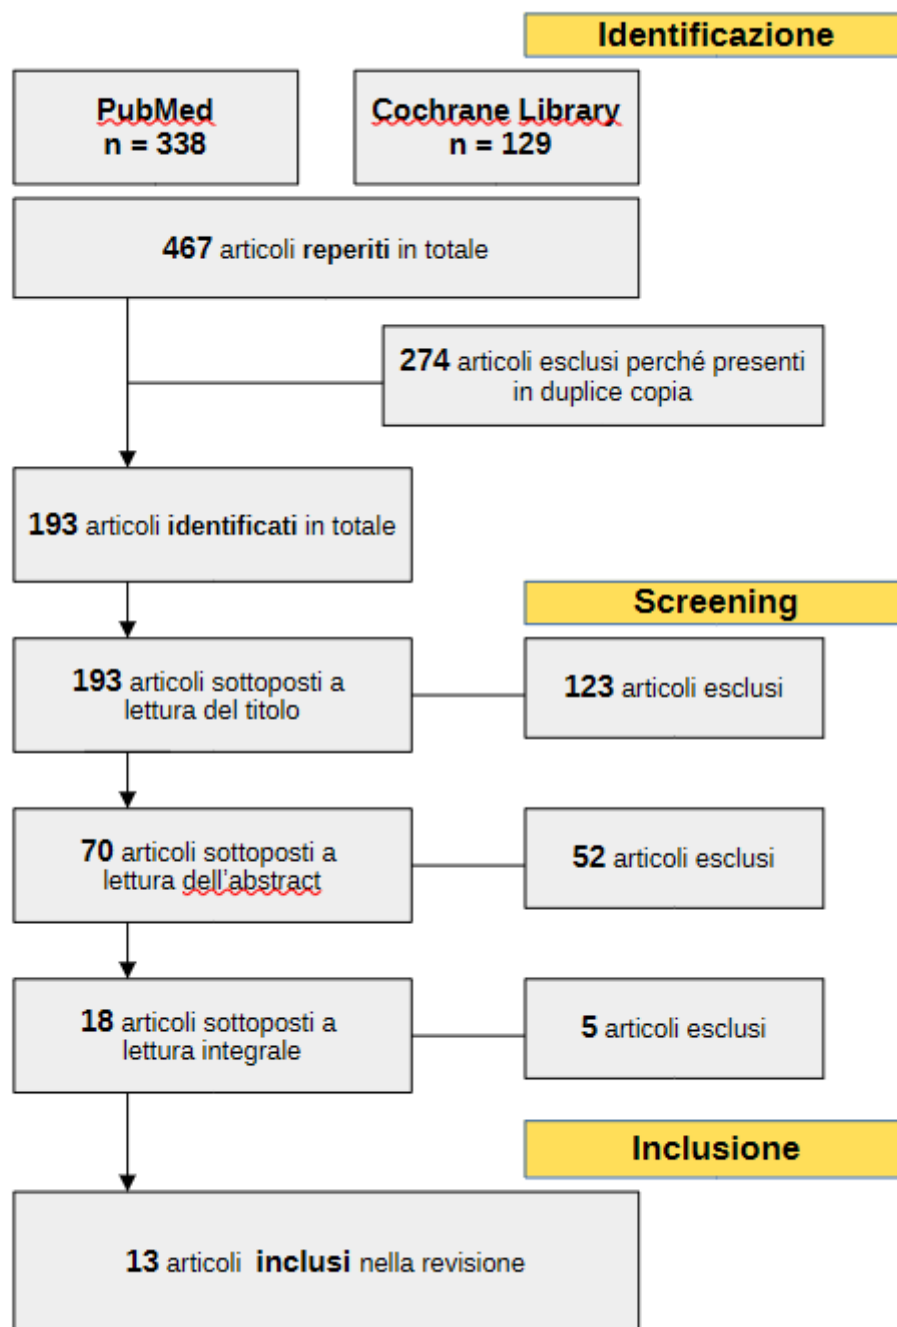 Identificazione
PubMed
n = 338
Cochrane Library
n = 129
467 articoli reperiti in totale
274 articoli esclusi perché presenti
in duplice copia
193 articoli identificati in totale
Screening
193 articoli sottoposti a
lettura del titolo
123 articoli esclusi
70 articoli sottoposti a
lettura dell'abstract
52 articoli esclusi
18 articoli sottoposti a
lettura integrale
5 articoli esclusi
Inclusione
13 articoli inclusi nella revisione